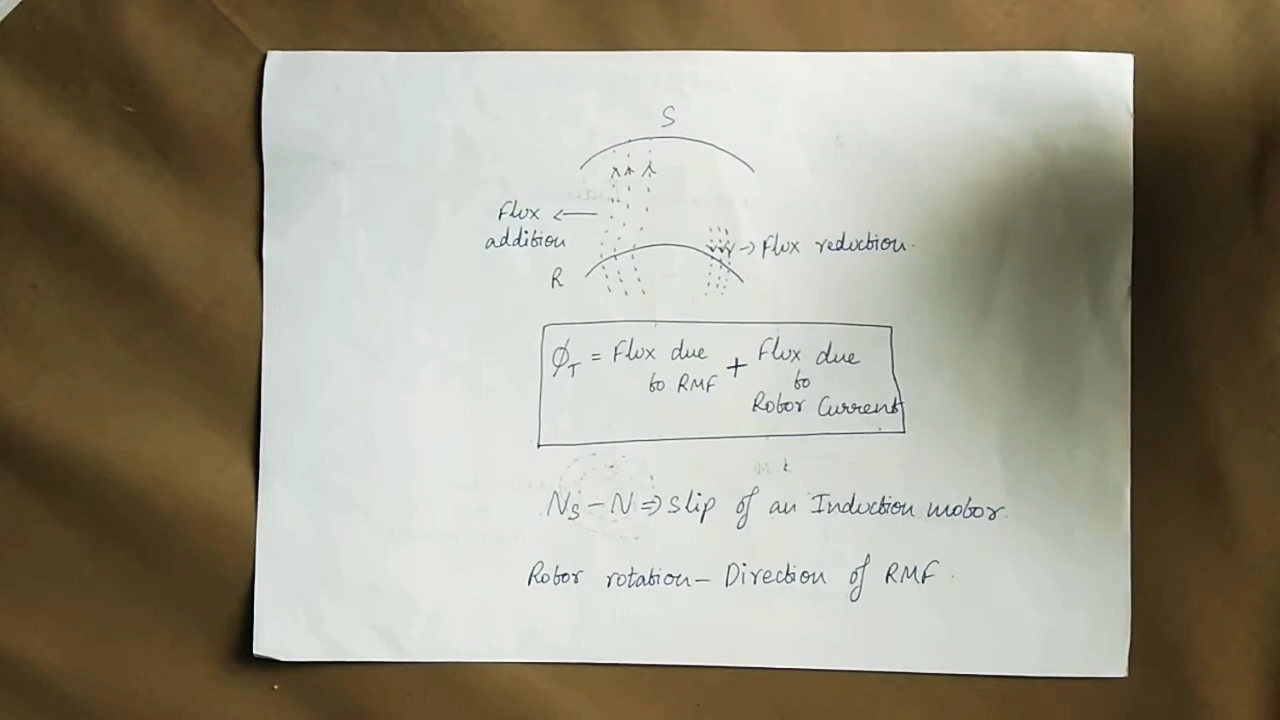 S
Flux ←
addition
→ Flux reduction.
R
ϕT = Flux due to RMF + Flux due to Rotor Current
NS – N ⇒ slip of an Induction motor.
Rotor rotation – Direction of RMF.